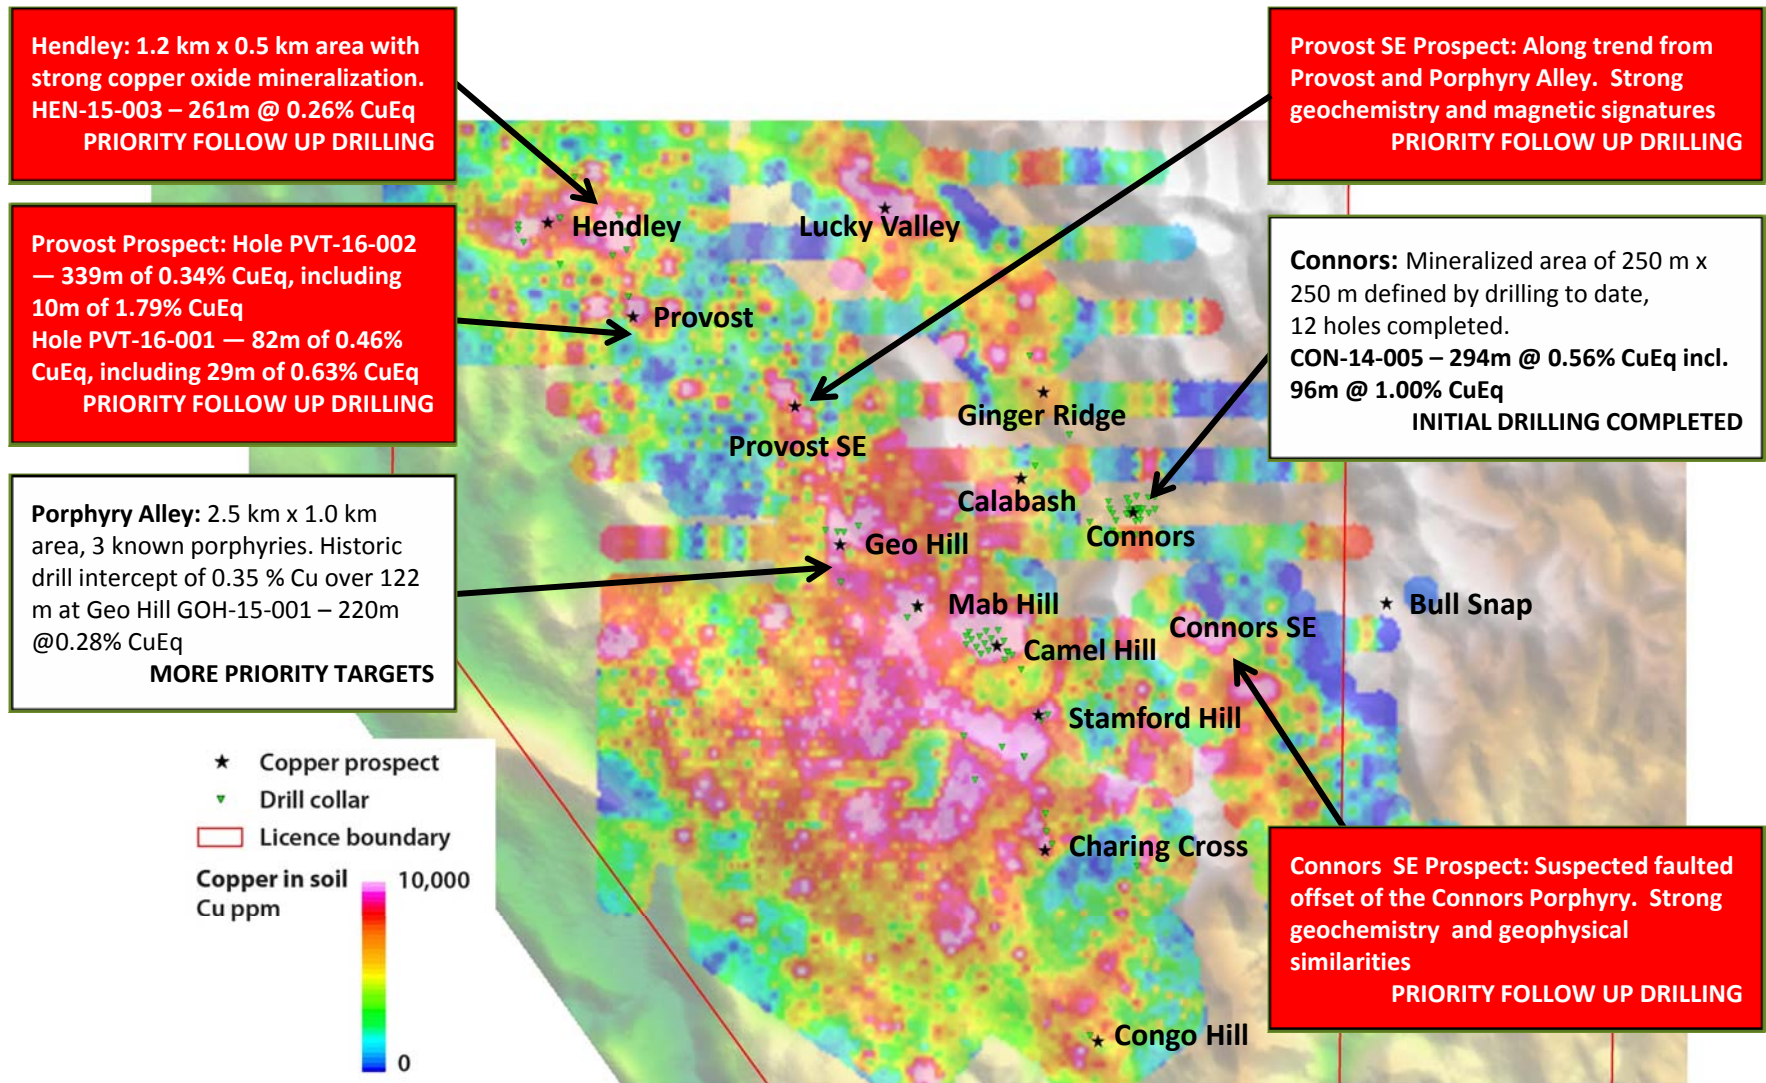 Hendley: 1.2 km x 0.5 km area with
strong copper oxide mineralization.
HEN-15-003 – 261m @ 0.26% CuEq
PRIORITY FOLLOW UP DRILLING
Provost Prospect: Hole PVT-16-002
— 339m of 0.34% CuEq, including
10m of 1.79% CuEq
Hole PVT-16-001 — 82m of 0.46%
CuEq, including 29m of 0.63% CuEq
PRIORITY FOLLOW UP DRILLING
Porphyry Alley: 2.5 km x 1.0 km
area, 3 known porphyries. Historic
drill intercept of 0.35 % Cu over 122
m at Geo Hill GOH-15-001 – 220m
@0.28% CuEq
MORE PRIORITY TARGETS
Provost SE Prospect: Along trend from
Provost and Porphyry Alley.  Strong
geochemistry and magnetic signatures
PRIORITY FOLLOW UP DRILLING
Connors: Mineralized area of 250 m x
250 m defined by drilling to date,
12 holes completed.
CON-14-005 – 294m @ 0.56% CuEq incl.
96m @ 1.00% CuEq
INITIAL DRILLING COMPLETED
Connors  SE Prospect: Suspected faulted
offset of the Connors Porphyry.  Strong
geochemistry  and geophysical
similarities
PRIORITY FOLLOW UP DRILLING
Hendley
Lucky Valley
Provost
Ginger Ridge
Provost SE
Calabash
Connors
Geo Hill
Mab Hill
Bull Snap
Connors SE
Camel Hill
Stamford Hill
Charing Cross
Congo Hill
Copper prospect
Drill collar
Licence boundary
Copper in soil
Cu ppm
10,000
0